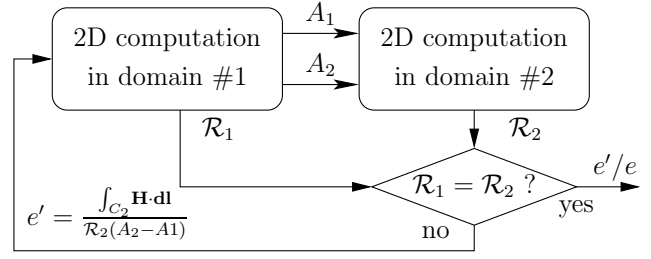 2D computation
in domain #1
A₁
A₂
2D computation
in domain #2
ℛ₁
ℛ₂
ℛ₁ = ℛ₂ ?
e′/e
yes
no
e′ = ∫_{C₂} H·dl / ℛ₂(A₂−A1)